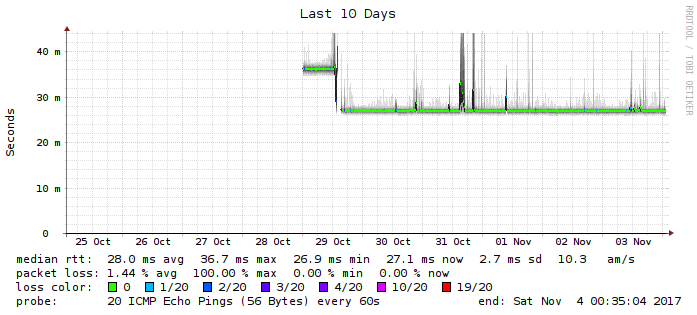 Last 10 Days
RRDTOOL / TOBI OETIKER
Seconds
40 m
30 m
20 m
10 m
0
25 Oct 26 Oct 27 Oct 28 Oct 29 Oct 30 Oct 31 Oct 01 Nov 02 Nov 03 Nov
median rtt: 28.0 ms avg 36.7 ms max 26.9 ms min 27.1 ms now 2.7 ms sd 10.3 am/s
packet loss: 1.44 % avg 100.00 % max 0.00 % min 0.00 % now
loss color: 0 1/20 2/20 3/20 4/20 10/20 19/20
probe: 20 ICMP Echo Pings (56 Bytes) every 60s end: Sat Nov 4 00:35:04 2017